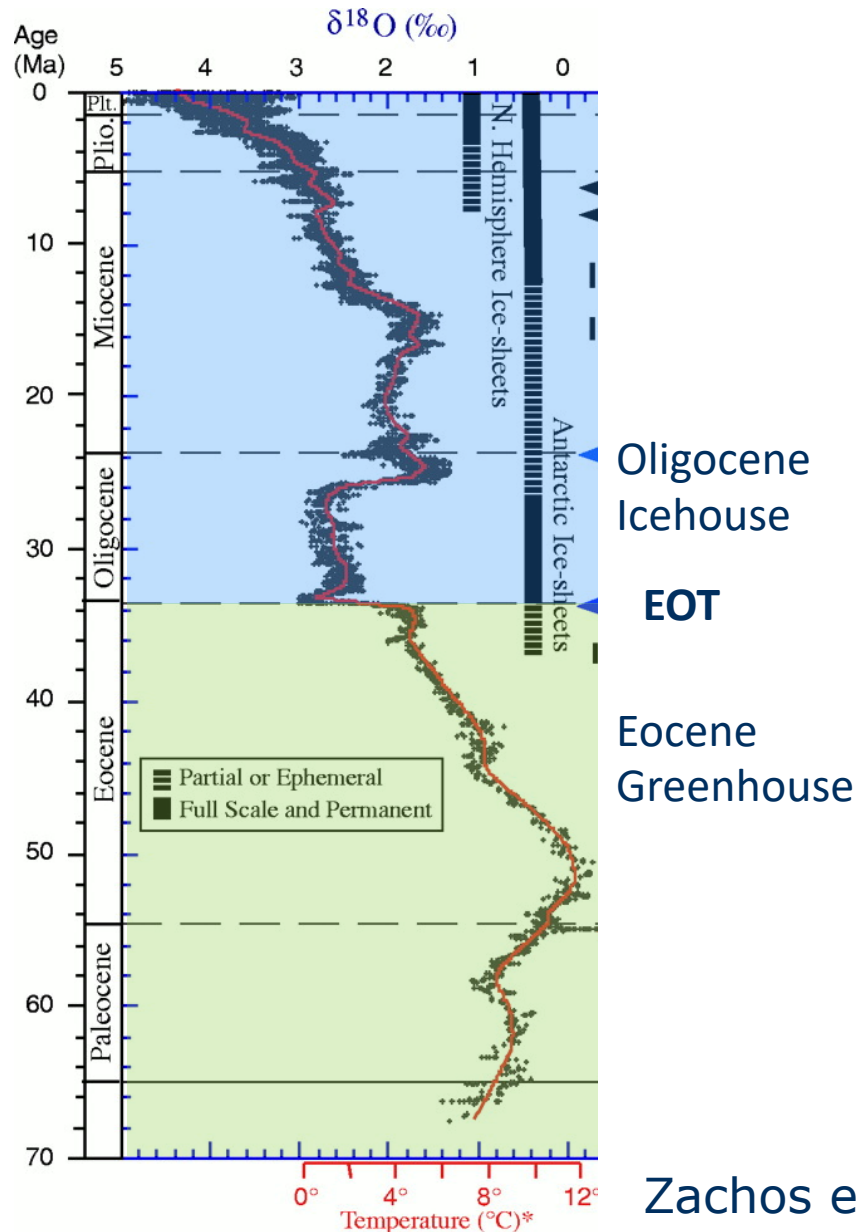 δ¹⁸O (‰)
Age
(Ma)
5 4 3 2 1 0
0
10
20
30
40
50
60
70
Plt.
Plio.
Miocene
Oligocene
Eocene
Paleocene
N. Hemisphere Ice-sheets
Antarctic Ice-sheets
Partial or Ephemeral
Full Scale and Permanent
0° 4° 8° 12°
Temperature (°C)*
Oligocene
Icehouse
EOT
Eocene
Greenhouse
Zachos e